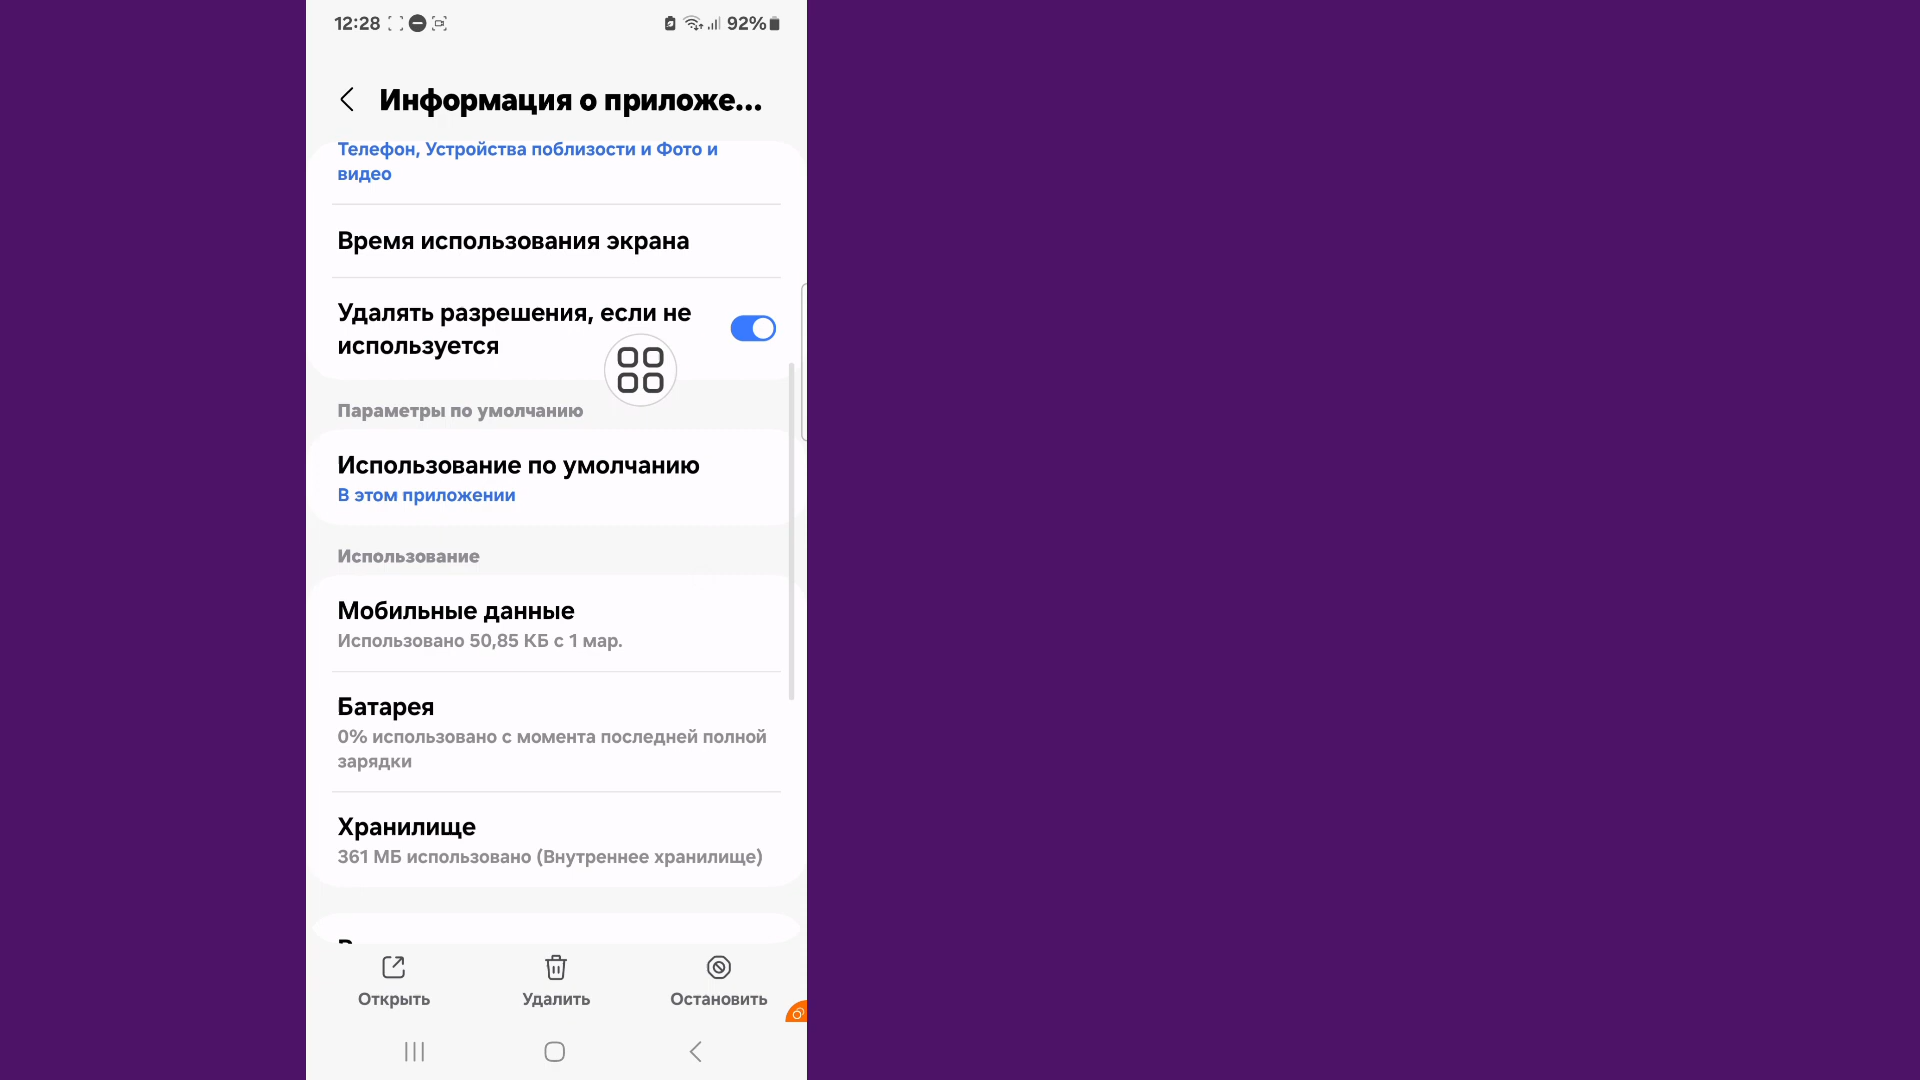 12:28
92%
Информация о приложе...
Телефон, Устройства поблизости и Фото и
видео
Время использования экрана
Удалять разрешения, если не
используется
Параметры по умолчанию
Использование по умолчанию
В этом приложении
Использование
Мобильные данные
Использовано 50,85 КБ с 1 мар.
Батарея
0% использовано с момента последней полной
зарядки
Хранилище
361 МБ использовано (Внутреннее хранилище)
Открыть
Удалить
Остановить